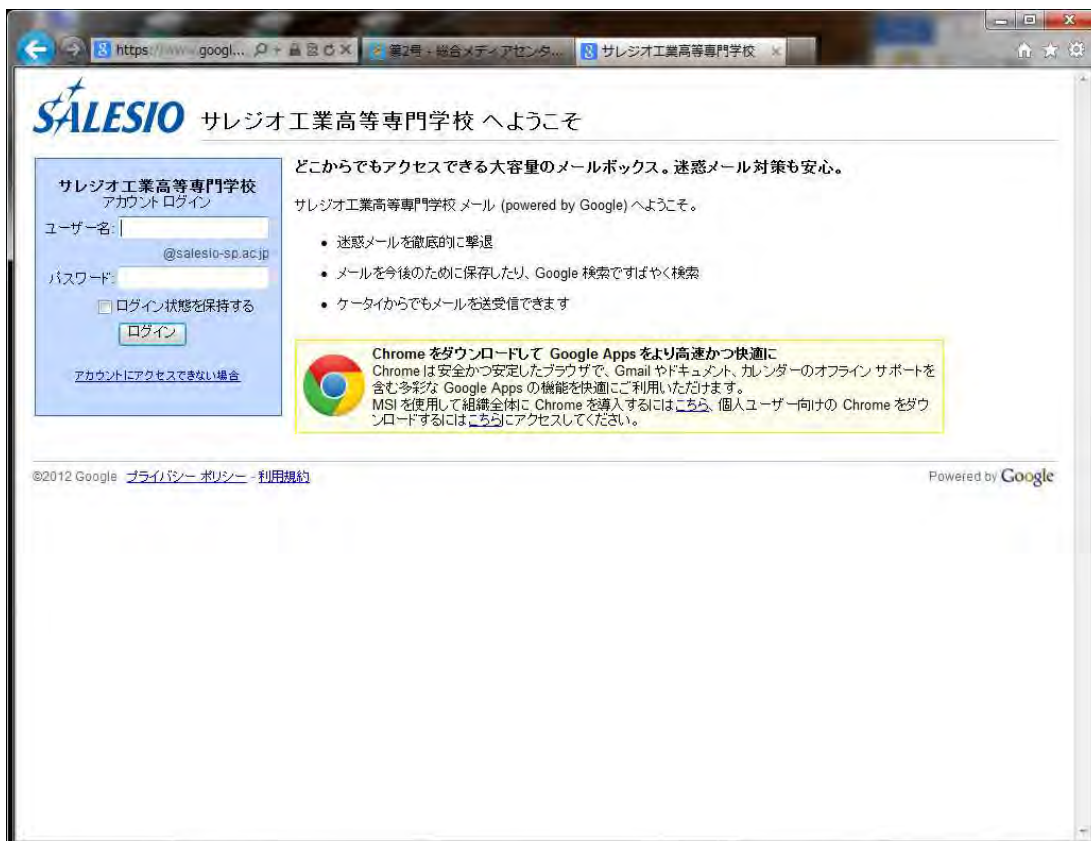 https://www.googl...
第2号 - 総合メディアセンタ...
サレジオ工業高等専門学校
SALESIO サレジオ工業高等専門学校 へようこそ
サレジオ工業高等専門学校
アカウント ログイン
ユーザー名:
@salesio-sp.ac.jp
パスワード:
ログイン状態を保持する
ログイン
アカウントにアクセスできない場合
どこからでもアクセスできる大容量のメールボックス。迷惑メール対策も安心。
サレジオ工業高等専門学校 メール (powered by Google) へようこそ。
• 迷惑メールを徹底的に撃退
• メールを今後のために保存したり、Google 検索ですばやく検索
• ケータイからでもメールを送受信できます
Chrome をダウンロードして Google Apps をより高速かつ快適に
Chrome は安全かつ安定したブラウザで、Gmail やドキュメント、カレンダーのオフライン サポートを
含む多彩な Google Apps の機能を快適にご利用いただけます。
MSI を使用して組織全体に Chrome を導入するにはこちら、個人ユーザー向けの Chrome をダウ
ンロードするにはこちらにアクセスしてください。
©2012 Google プライバシー ポリシー - 利用規約
Powered by Google